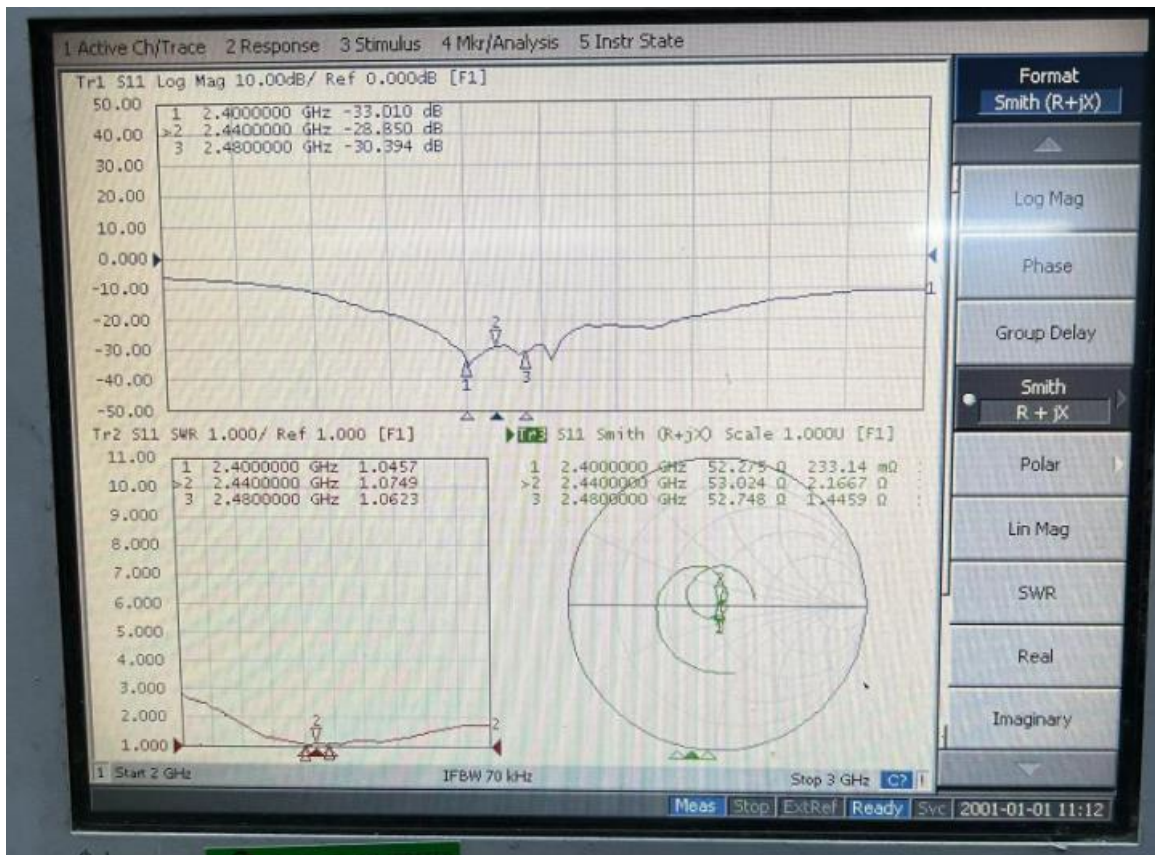 1 Active Ch/Trace 2 Response 3 Stimulus 4 Mkr/Analysis 5 Instr State
Tr1 S11 Log Mag 10.00dB/ Ref 0.000dB [F1]
50.00
40.00
30.00
20.00
10.00
0.000
-10.00
-20.00
-30.00
-40.00
-50.00
1 2.4000000 GHz -33.010 dB
>2 2.4400000 GHz -28.850 dB
3 2.4800000 GHz -30.394 dB
1
2
3
1
Tr2 S11 SWR 1.000/ Ref 1.000 [F1]
11.00
10.00
9.000
8.000
7.000
6.000
5.000
4.000
3.000
2.000
1.000
1 2.4000000 GHz 1.0457
>2 2.4400000 GHz 1.0749
3 2.4800000 GHz 1.0623
2
2
Tr3 S11 Smith (R+jX) Scale 1.000U [F1]
1 2.4000000 GHz 52.275 Ω 233.14 mΩ
>2 2.4400000 GHz 53.024 Ω 2.1667 Ω
3 2.4800000 GHz 52.748 Ω 1.4459 Ω
1 Start 2 GHz IFBW 70 kHz Stop 3 GHz C? !
Meas Stop ExtRef Ready Svc 2001-01-01 11:12
Format
Smith (R+jX)
Log Mag
Phase
Group Delay
Smith
R + jX
Polar
Lin Mag
SWR
Real
Imaginary